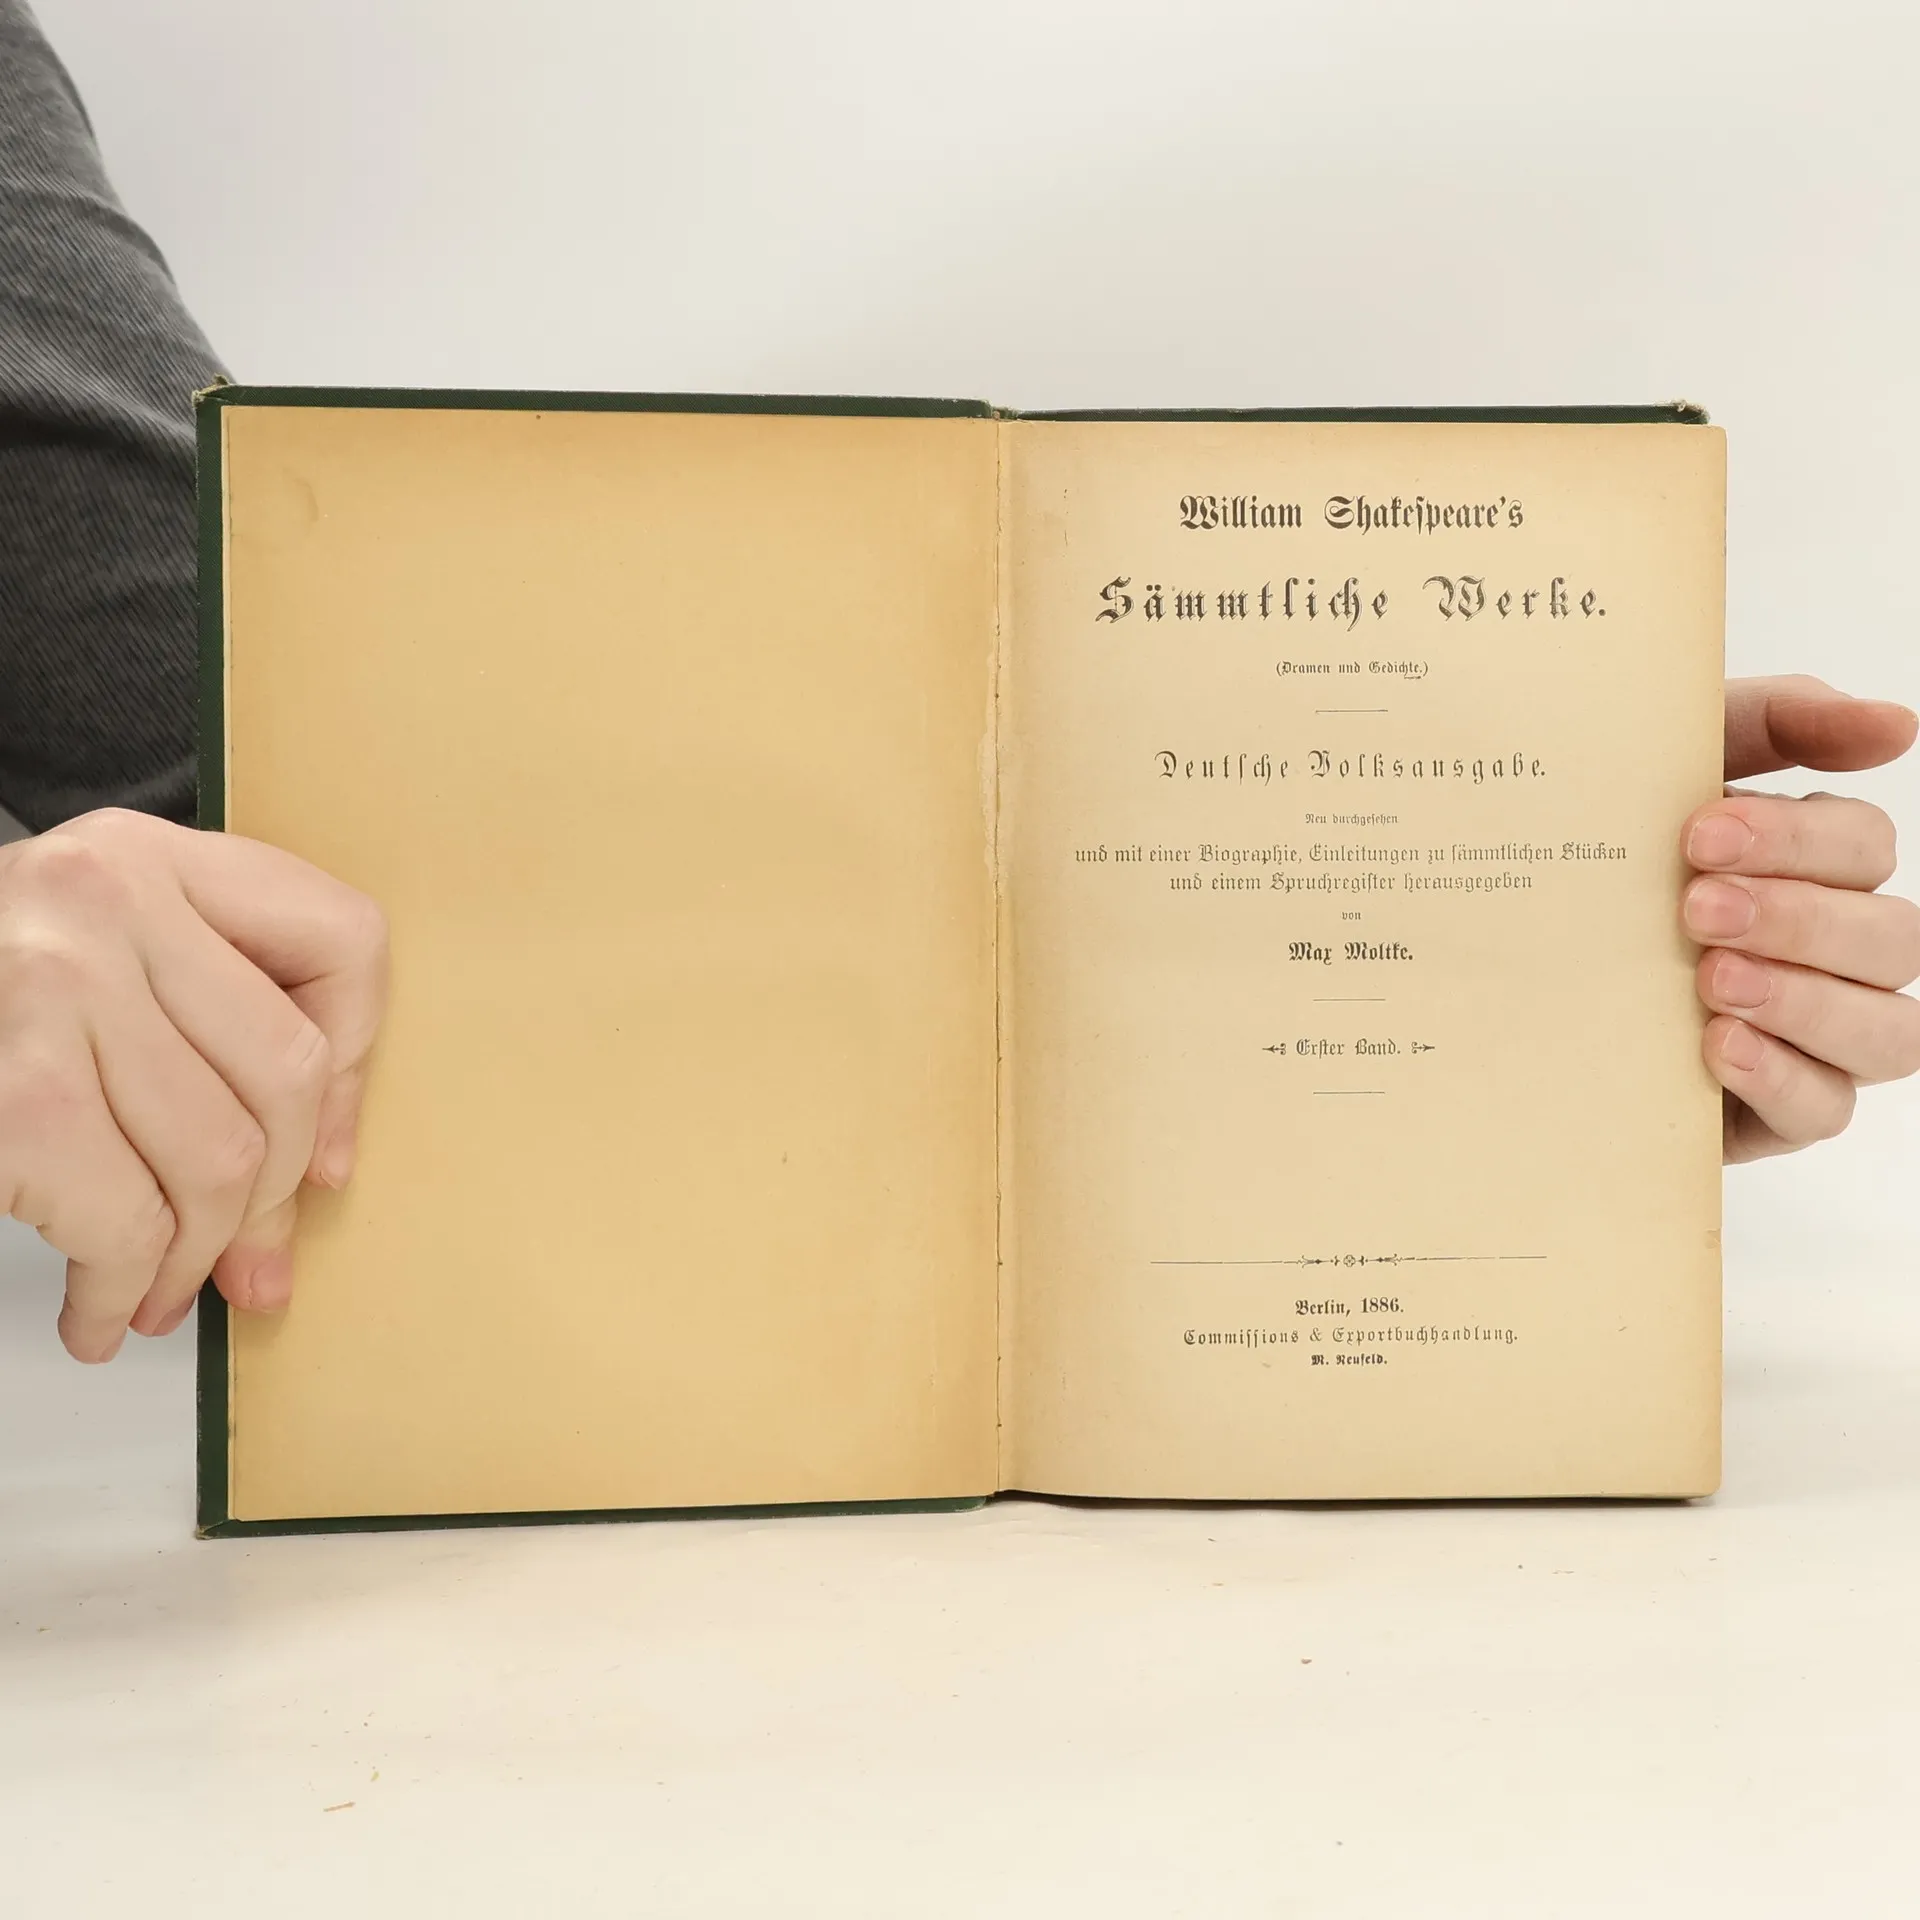 William Shakespeare's
Sämmtliche Werke.
(Dramen und Gedichte.)
Deutsche Volksausgabe.
Neu durchgesehen
und mit einer Biographie, Einleitungen zu sämmtlichen Stücken
und einem Spruchregister herausgegeben
von
Max Moltke.
Erster Band.
Berlin, 1886.
Commissions & Exportbuchhandlung.
M. Neufeld.